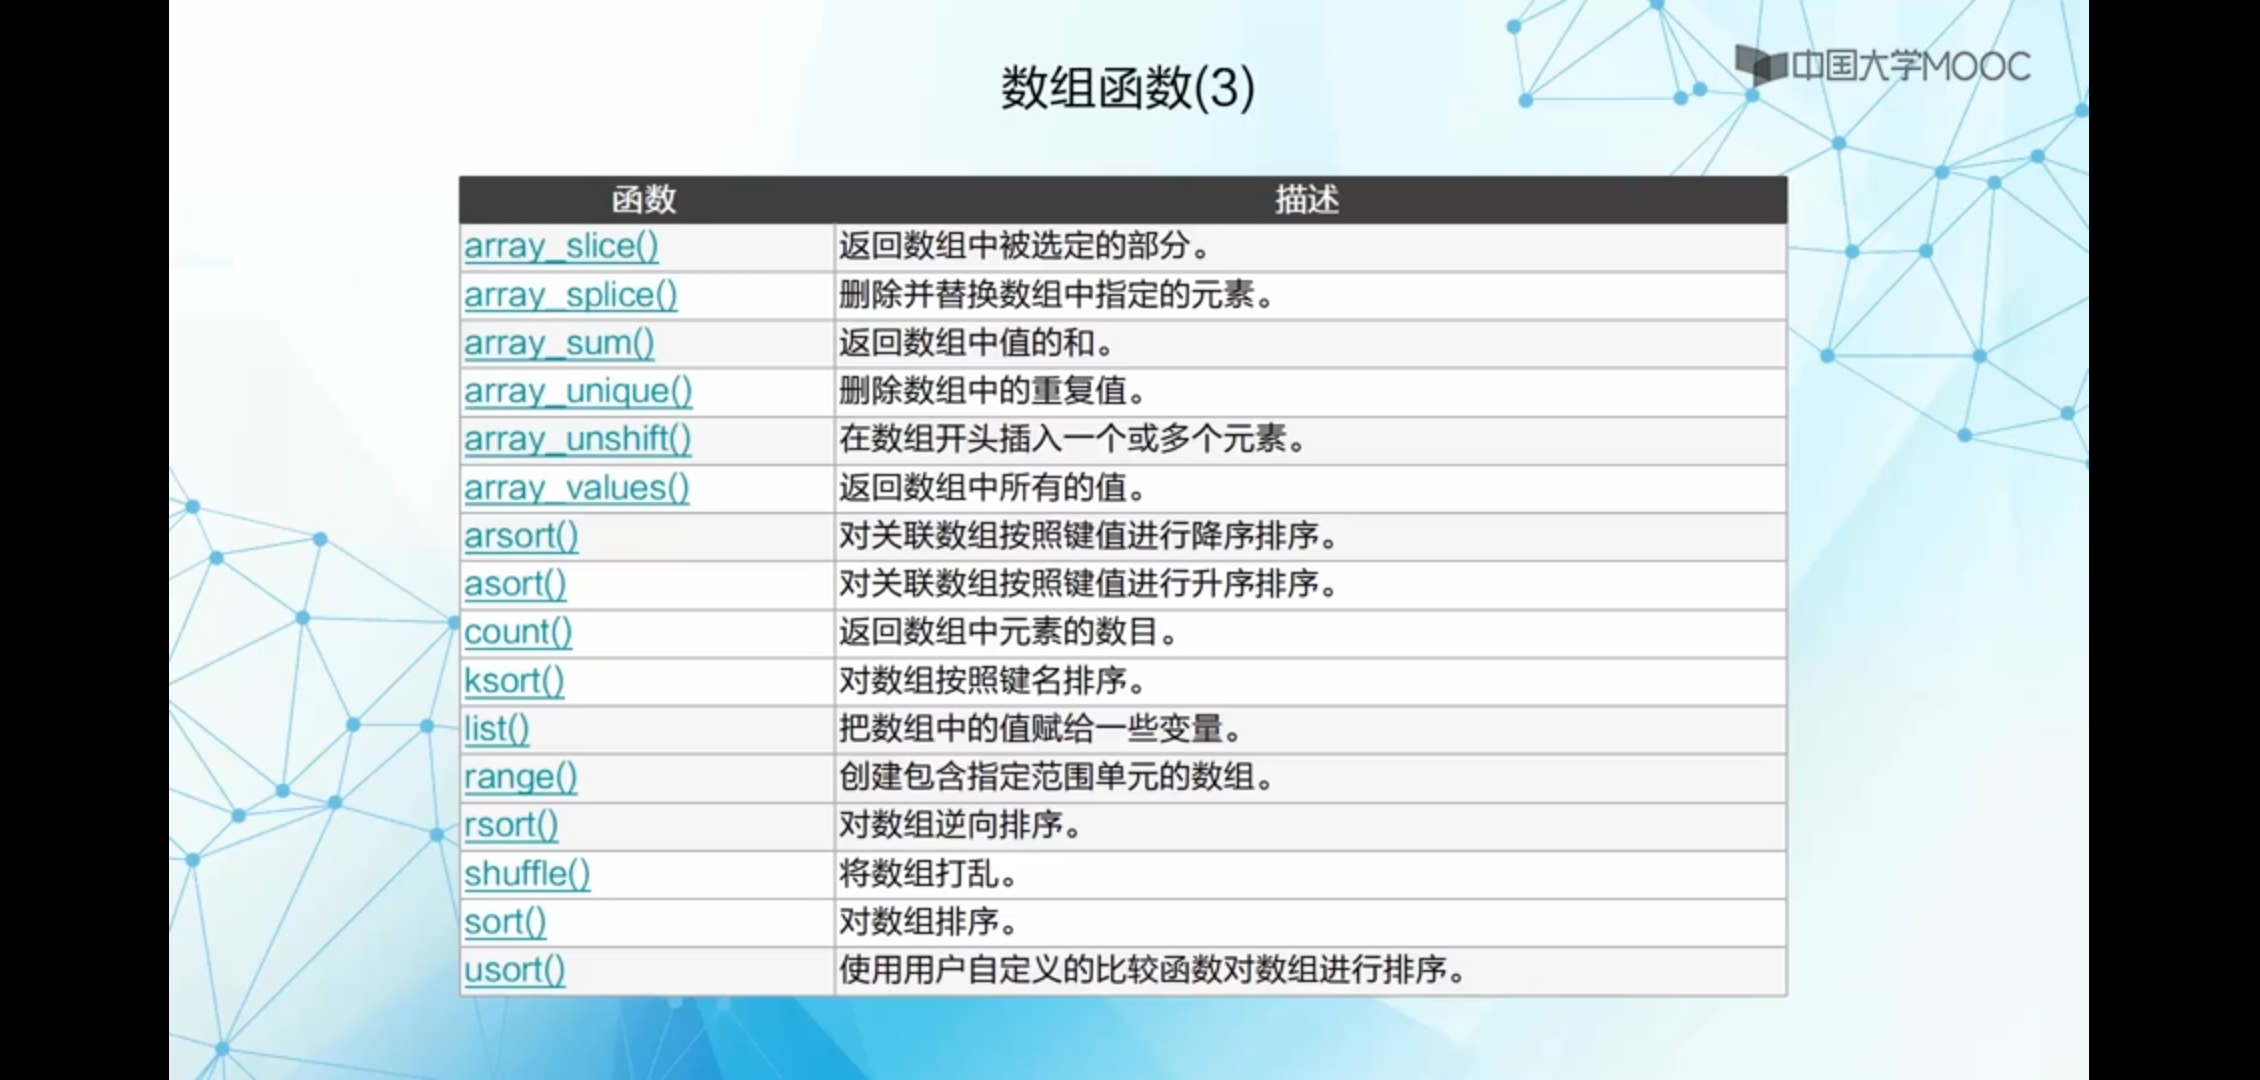 中国大学MOOC
数组函数(3)
函数 描述
array_slice() 返回数组中被选定的部分。
array_splice() 删除并替换数组中指定的元素。
array_sum() 返回数组中值的和。
array_unique() 删除数组中的重复值。
array_unshift() 在数组开头插入一个或多个元素。
array_values() 返回数组中所有的值。
arsort() 对关联数组按照键值进行降序排序。
asort() 对关联数组按照键值进行升序排序。
count() 返回数组中元素的数目。
ksort() 对数组按照键名排序。
list() 把数组中的值赋给一些变量。
range() 创建包含指定范围单元的数组。
rsort() 对数组逆向排序。
shuffle() 将数组打乱。
sort() 对数组排序。
usort() 使用用户自定义的比较函数对数组进行排序。